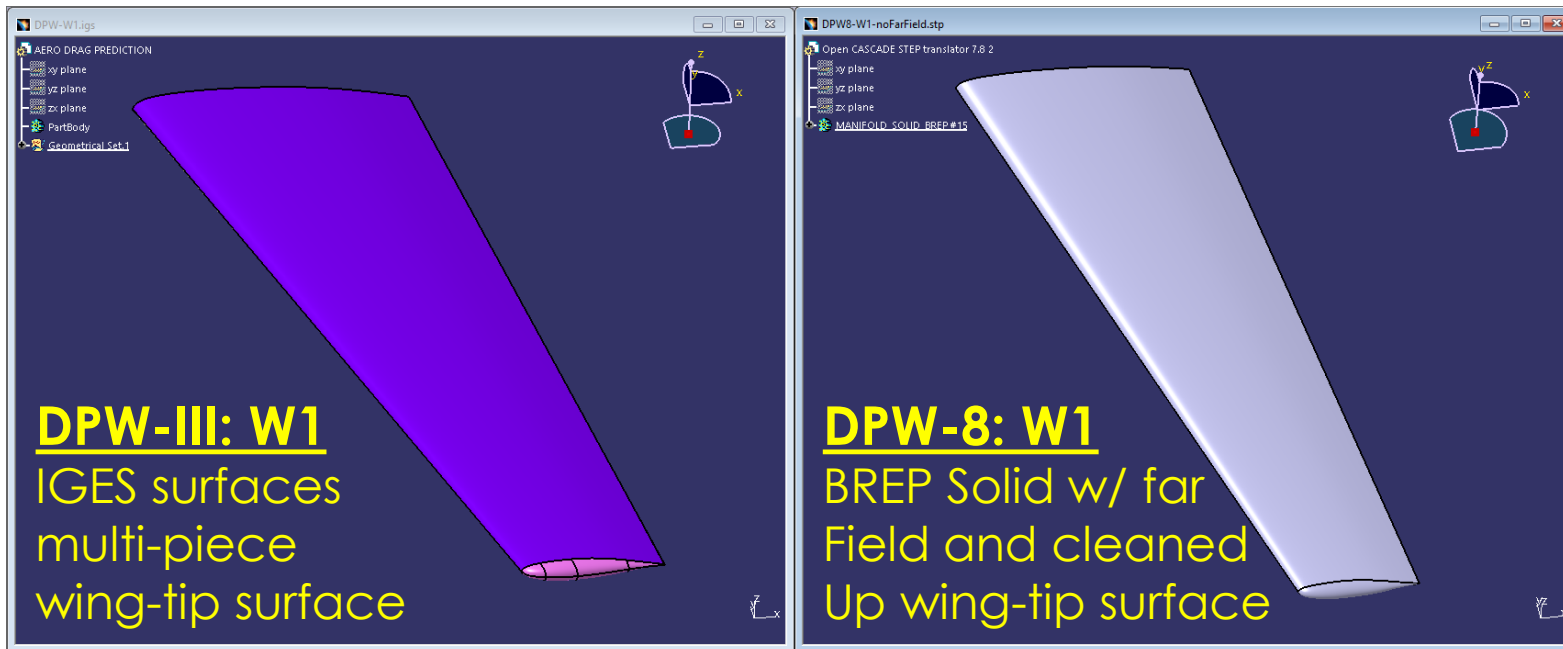 DPW-W1.igs
AERO DRAG PREDICTION
xy plane
yz plane
zx plane
PartBody
Geometrical Set.1
z
y
x
DPW-III: W1
IGES surfaces
multi-piece
wing-tip surface
z
y
x
DPW8-W1-noFarField.stp
Open CASCADE STEP translator 7.8 2
xy plane
yz plane
zx plane
MANIFOLD_SOLID_BREP #15
y z
x
DPW-8: W1
BREP Solid w/ far
Field and cleaned
Up wing-tip surface
y z
x